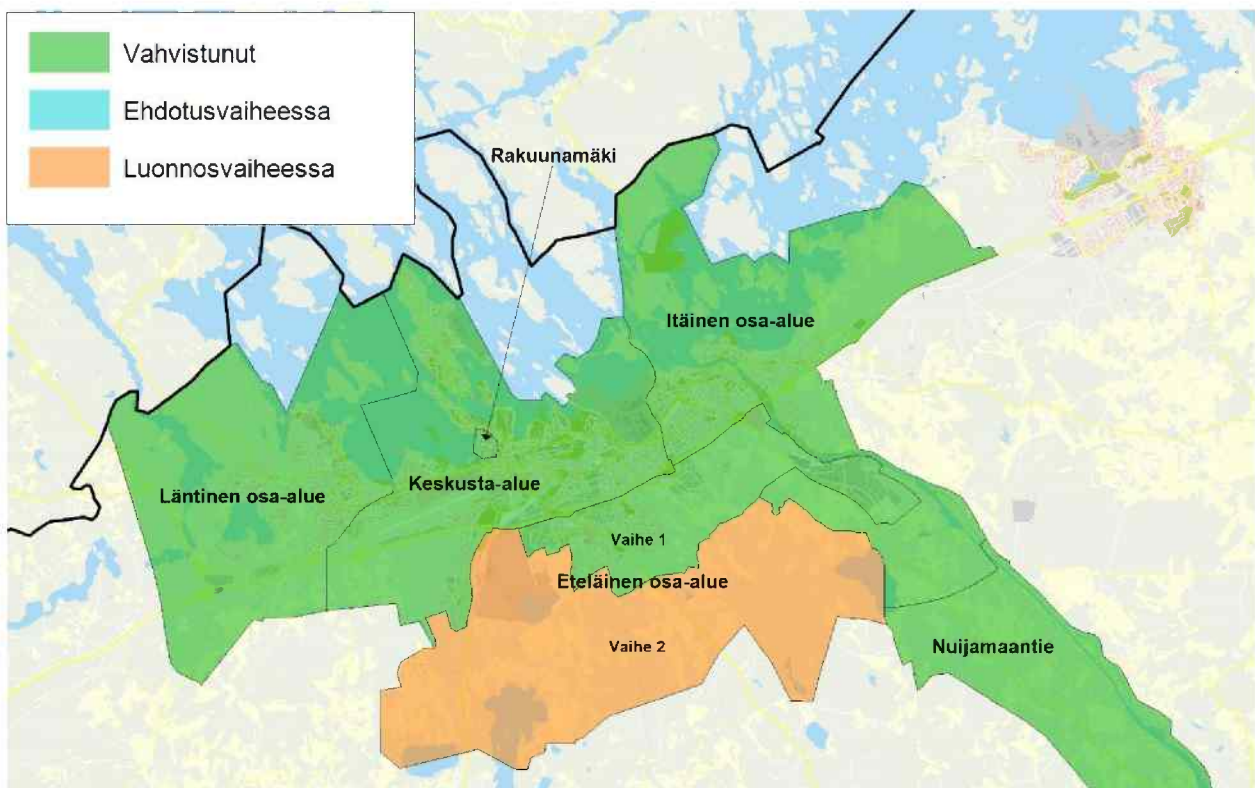 Vahvistunut
Ehdotusvaiheessa
Luonnosvaiheessa
Rakuunamäki
Itäinen osa-alue
Läntinen osa-alue
Keskusta-alue
Vaihe 1
Eteläinen osa-alue
Vaihe 2
Nuijamaantie